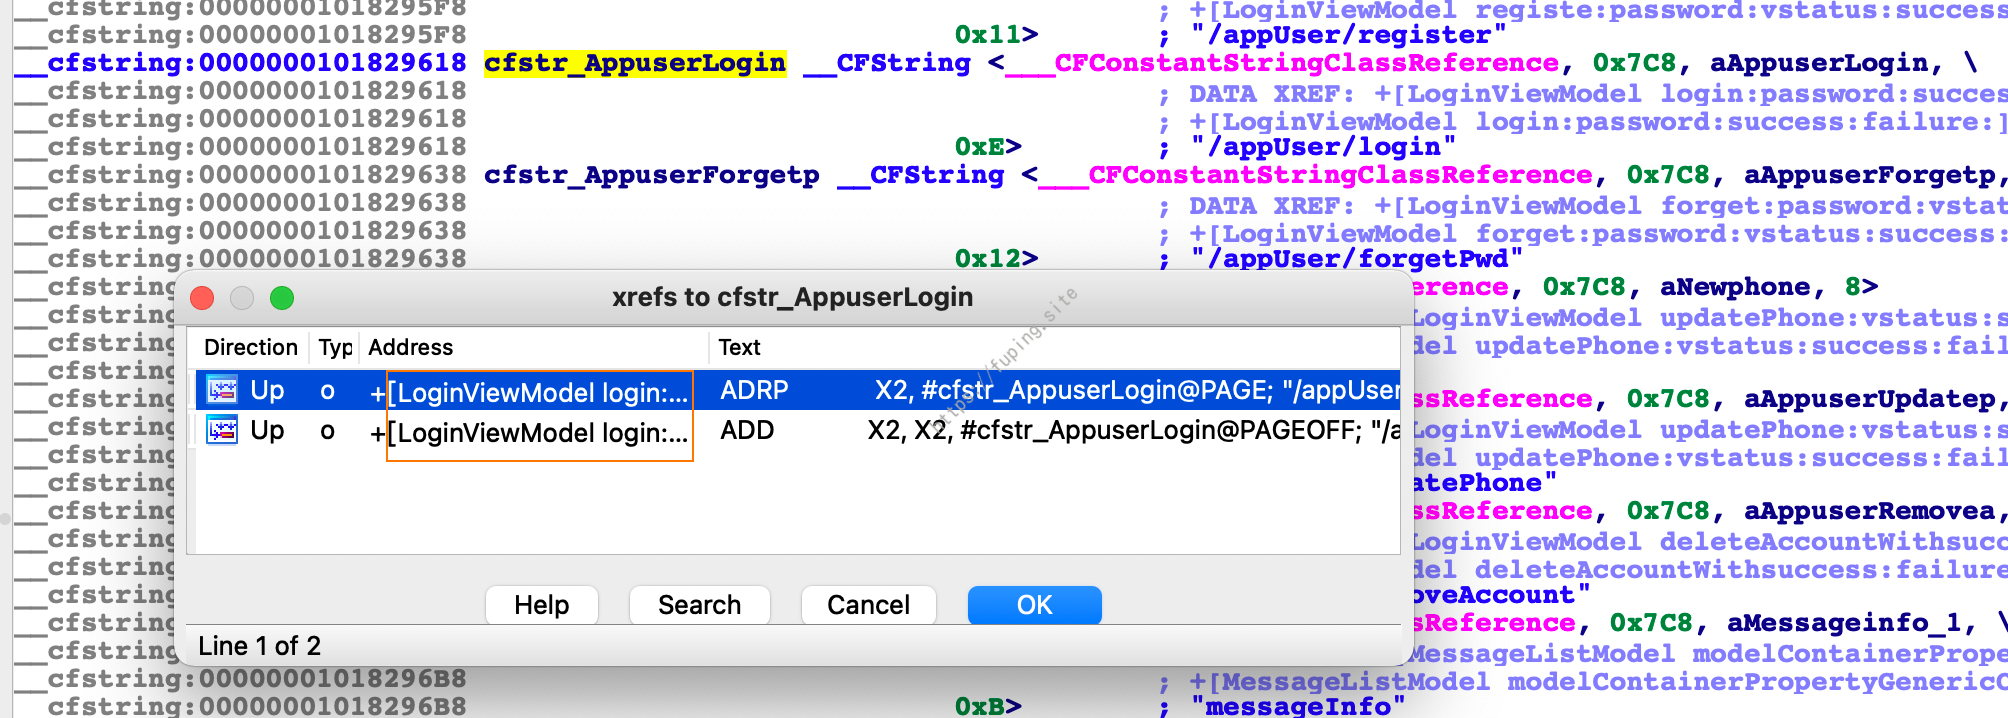 __cfstring:00000001018295F8 ; +[LoginViewModel registe:password:vstatus:success
__cfstring:00000001018295F8 0x11> ; "/appUser/register"
__cfstring:0000000101829618 cfstr_AppuserLogin __CFString <___CFConstantStringClassReference, 0x7C8, aAppuserLogin, \
__cfstring:0000000101829618 ; DATA XREF: +[LoginViewModel login:password:succes
__cfstring:0000000101829618 ; +[LoginViewModel login:password:success:failure:]
__cfstring:0000000101829618 0xE> ; "/appUser/login"
__cfstring:0000000101829638 cfstr_AppuserForgetp __CFString <___CFConstantStringClassReference, 0x7C8, aAppuserForgetp,
__cfstring:0000000101829638 ; DATA XREF: +[LoginViewModel forget:password:vstat
__cfstring:0000000101829638 ; +[LoginViewModel forget:password:vstatus:success:
__cfstring:0000000101829638 0x12> ; "/appUser/forgetPwd"
__cfstring erence, 0x7C8, aNewphone, 8>
__cfstring LoginViewModel updatePhone:vstatus:s
__cfstring el updatePhone:vstatus:success:fail
__cfstring
__cfstring ssReference, 0x7C8, aAppuserUpdatep,
__cfstring LoginViewModel updatePhone:vstatus:s
__cfstring el updatePhone:vstatus:success:fail
__cfstring atePhone"
__cfstring ssReference, 0x7C8, aAppuserRemovea,
__cfstring LoginViewModel deleteAccountWithsucc
__cfstring el deleteAccountWithsuccess:failure
__cfstring oveAccount"
__cfstring sReference, 0x7C8, aMessageinfo_1, \
__cfstring MessageListModel modelContainerPrope
__cfstring:00000001018296B8 ; +[MessageListModel modelContainerPropertyGenericC
__cfstring:00000001018296B8 0xB> ; "messageInfo"
xrefs to cfstr_AppuserLogin
Direction Typ Address Text
Up o +[LoginViewModel login:... ADRP X2, #cfstr_AppuserLogin@PAGE; "/appUser
Up o +[LoginViewModel login:... ADD X2, X2, #cfstr_AppuserLogin@PAGEOFF; "/a
Help Search Cancel OK
Line 1 of 2
https://fuping.site